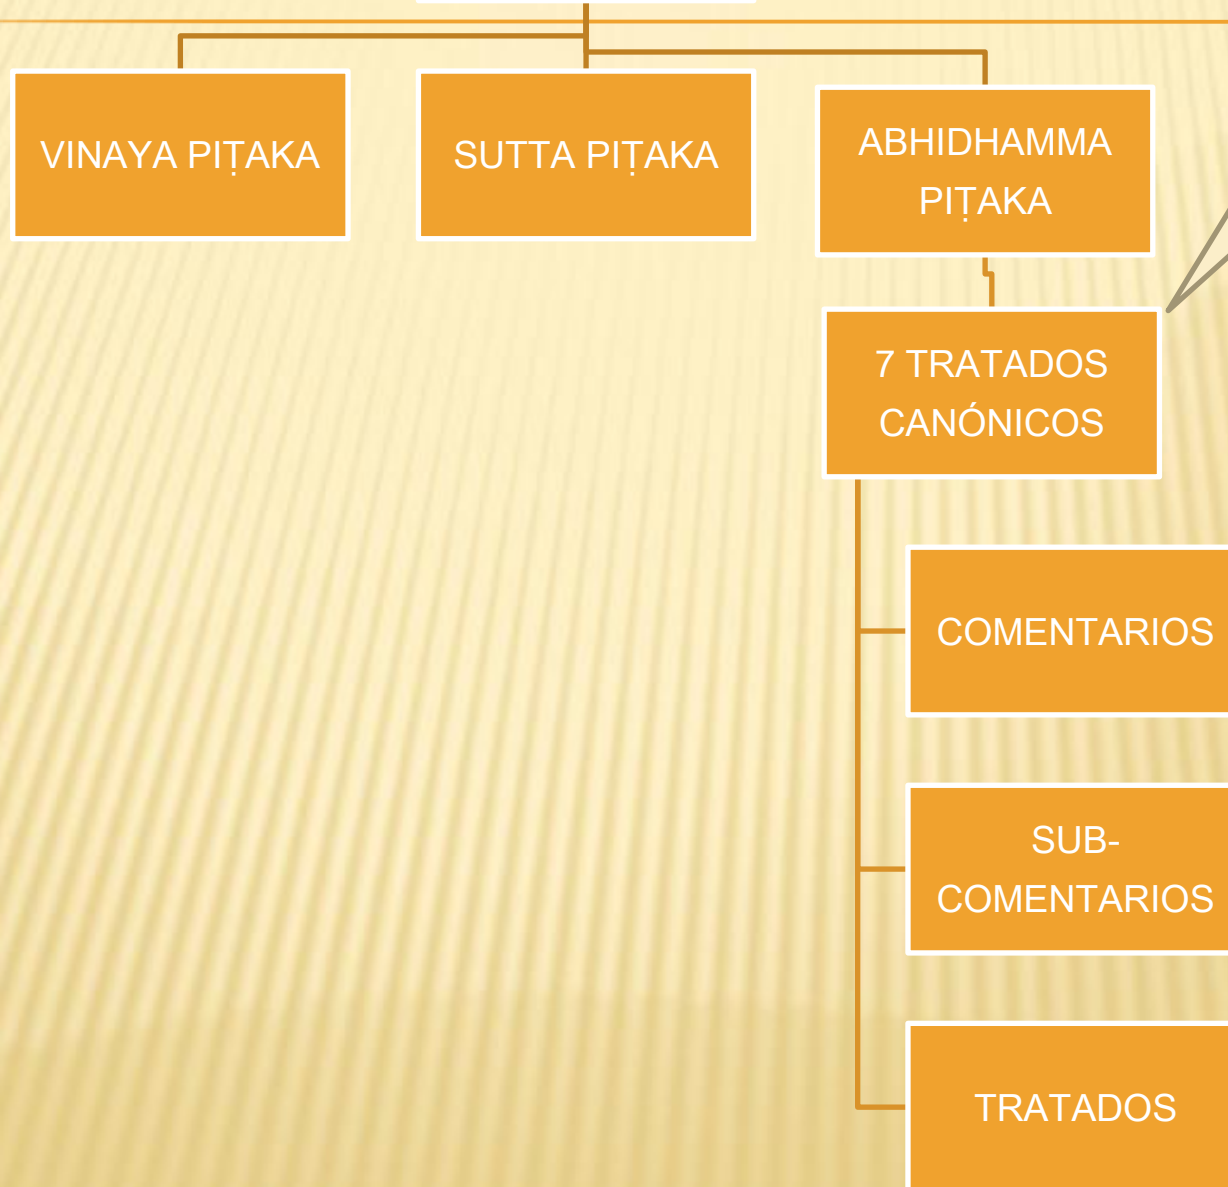 VINAYA PIṬAKA
SUTTA PIṬAKA
ABHIDHAMMA
PIṬAKA
7 TRATADOS
CANÓNICOS
COMENTARIOS
SUB-
COMENTARIOS
TRATADOS